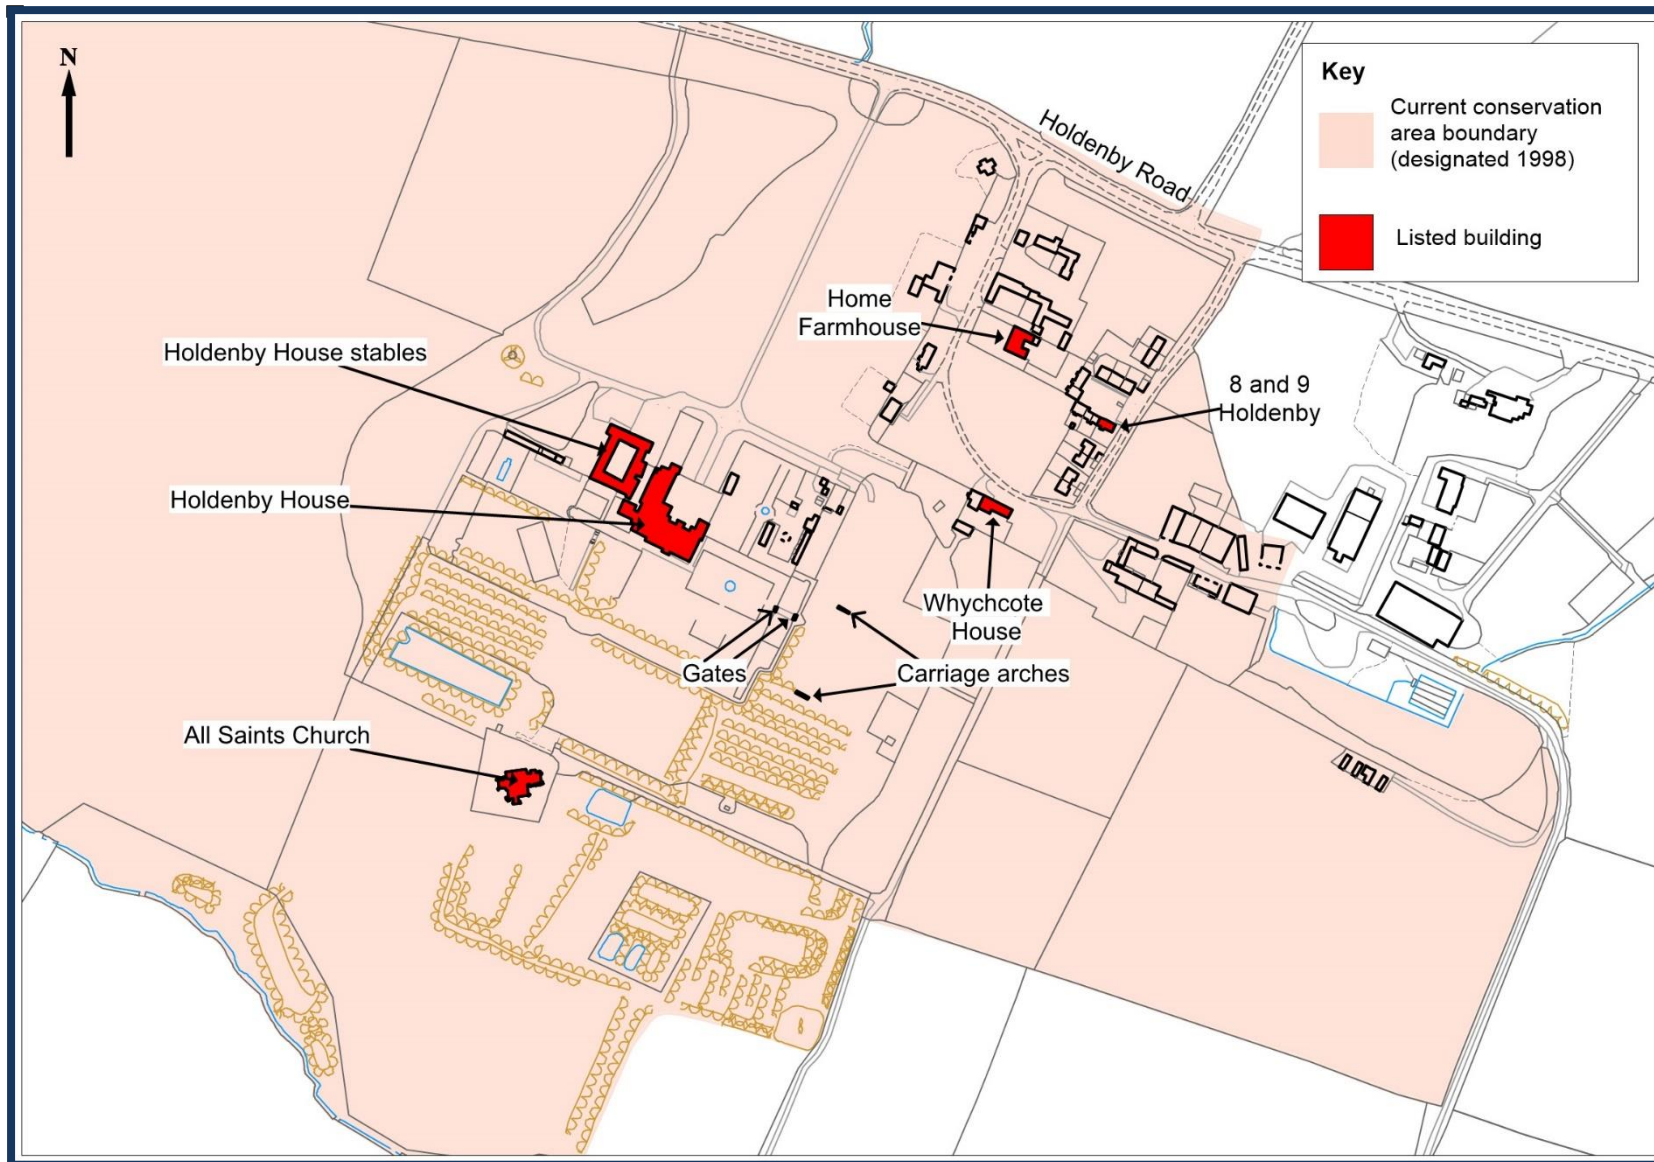 N
Key
Current conservation
area boundary
(designated 1998)
Listed building
Holdenby Road
Home
Farmhouse
Holdenby House stables
8 and 9
Holdenby
Holdenby House
Whychcote
House
Gates
Carriage arches
All Saints Church